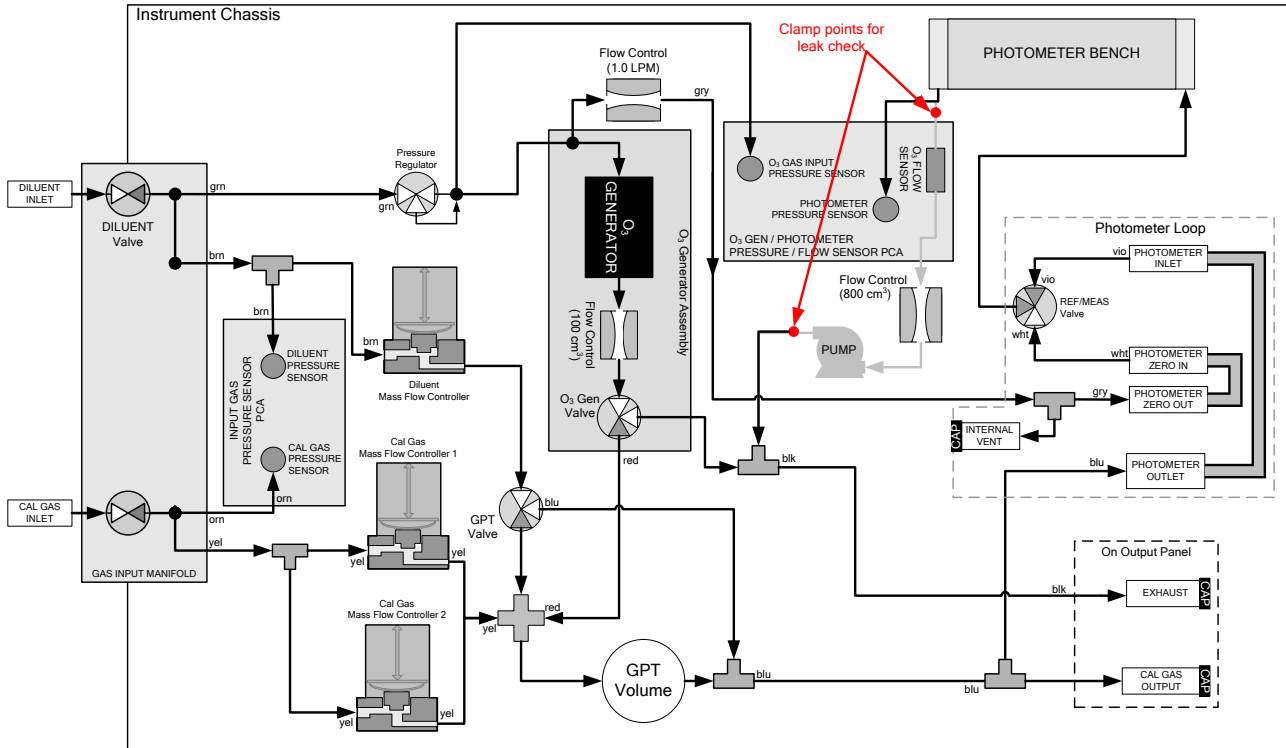 Instrument Chassis
Clamp points for
leak check
PHOTOMETER BENCH
Flow Control
(1.0 LPM)
gry
Pressure
Regulator
grn
grn
DILUENT
INLET
DILUENT
Valve
brn
brn
brn
O3 GENERATOR
Flow Control
(100 cm³)
O3 Generator Assembly
O3 Gen
Valve
red
O3 GAS INPUT
PRESSURE SENSOR
O3 FLOW
SENSOR
PHOTOMETER
PRESSURE SENSOR
O3 GEN / PHOTOMETER
PRESSURE / FLOW SENSOR PCA
Flow Control
(800 cm³)
PUMP
Photometer Loop
vio
PHOTOMETER
INLET
vio
REF/MEAS
Valve
wht
wht
PHOTOMETER
ZERO IN
gry
PHOTOMETER
ZERO OUT
CAP
INTERNAL
VENT
blu
PHOTOMETER
OUTLET
DILUENT
PRESSURE
SENSOR
INPUT GAS
PRESSURE SENSOR
PCA
CAL GAS
PRESSURE
SENSOR
Diluent
Mass Flow Controller
CAL GAS
INLET
orn
orn
yel
GAS INPUT MANIFOLD
Cal Gas
Mass Flow Controller 1
yel
yel
Cal Gas
Mass Flow Controller 2
yel
yel
GPT
Valve
blu
blk
red
yel
GPT
Volume
blu
blu
On Output Panel
blk
EXHAUST
CAP
CAL GAS
OUTPUT
CAP